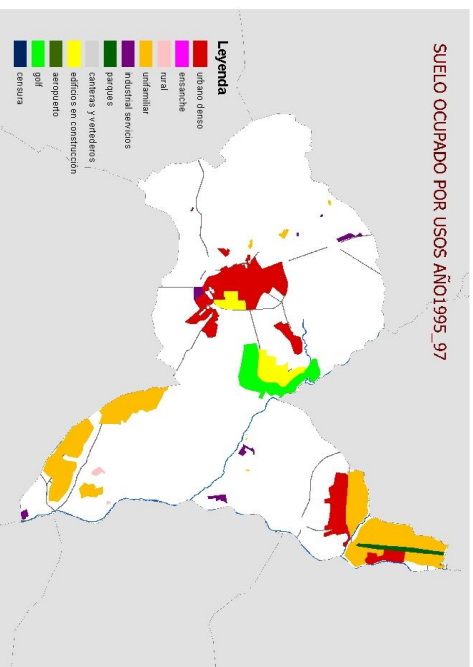 SUELO OCUPADO POR USOS AÑO1995_97
Leyenda
urbano denso
ensanche
rural
unifamiliar
industrial servicios
parques
canteras y vertederos
edificios en construcción
aeropuerto
golf
censura